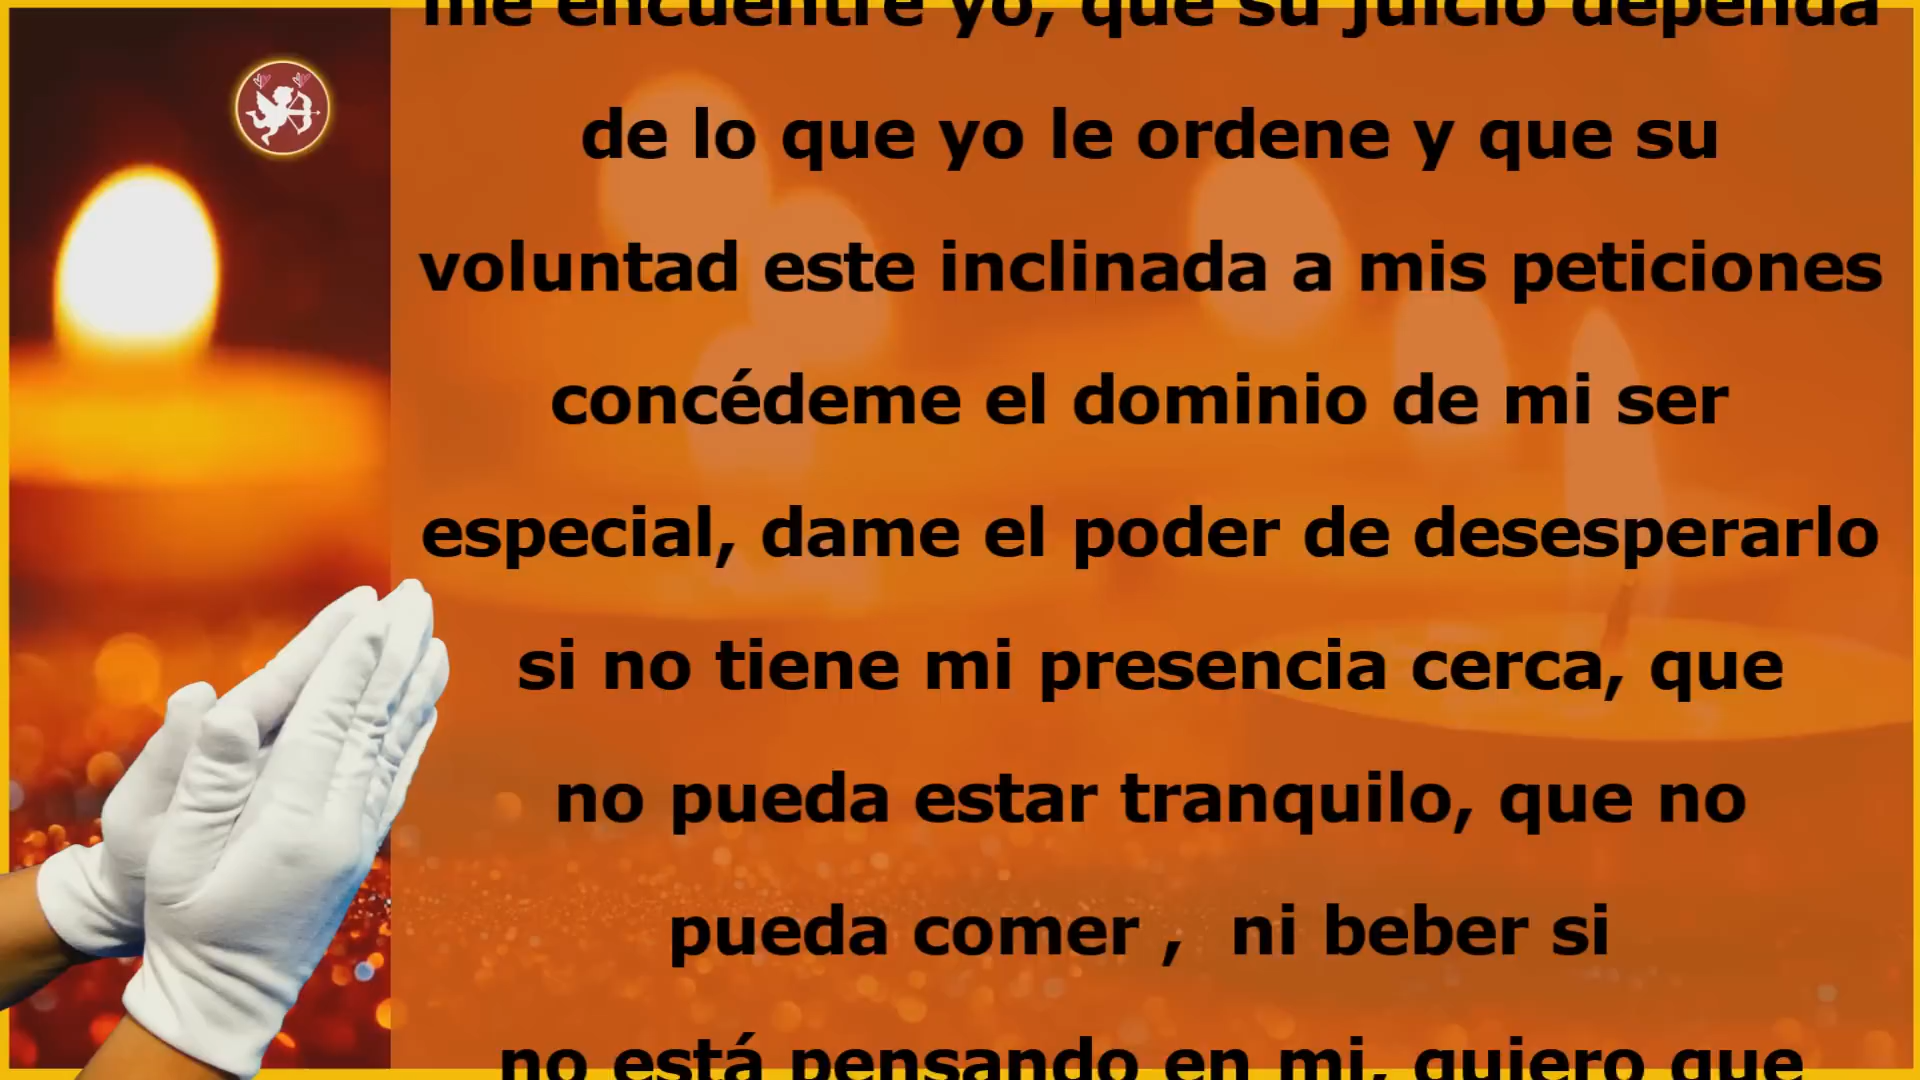 me encuentre yo, que su juicio dependa
de lo que yo le ordene y que su
voluntad este inclinada a mis peticiones
concédeme el dominio de mi ser
especial, dame el poder de desesperarlo
si no tiene mi presencia cerca, que
no pueda estar tranquilo, que no
pueda comer ,  ni beber si
no está pensando en mi, quiero que